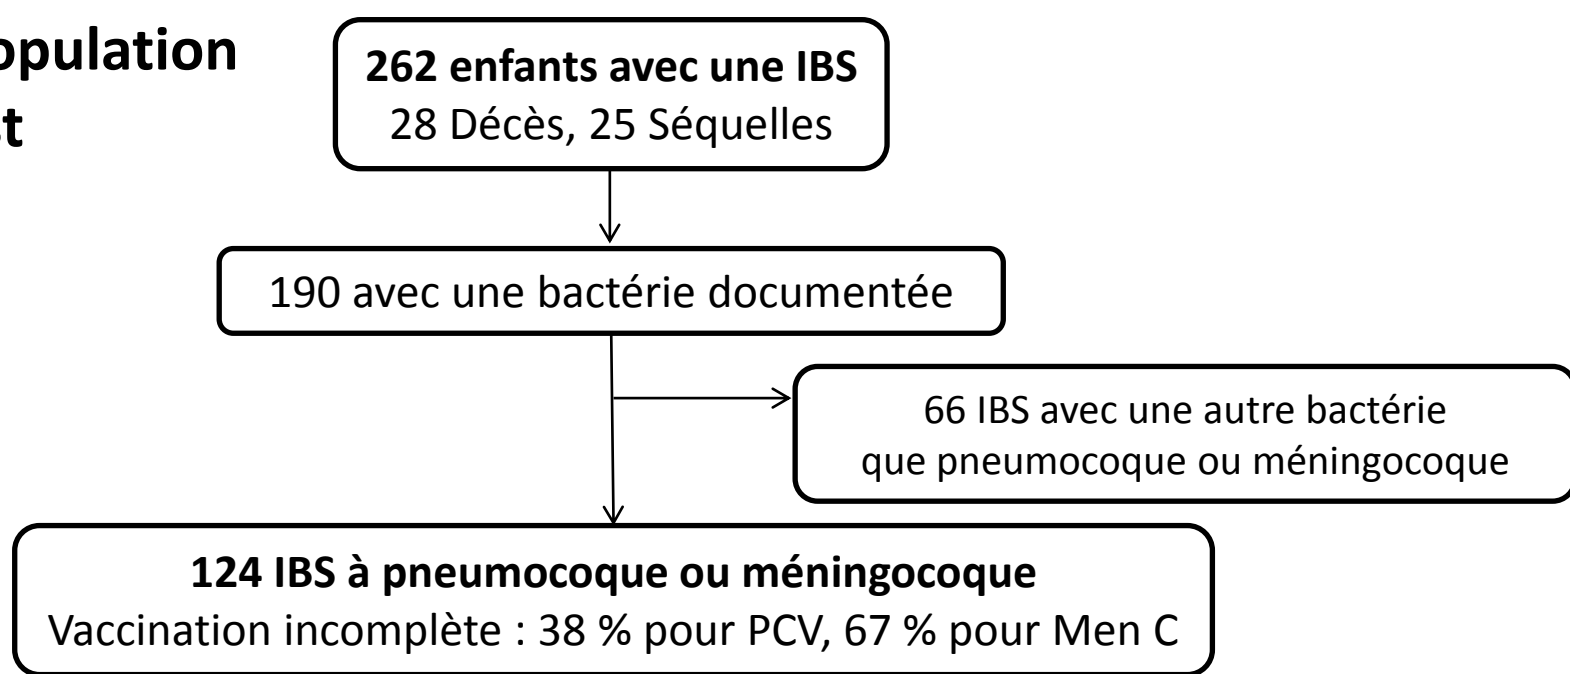 opulation
st
262 enfants avec une IBS
28 Décès, 25 Séquelles
190 avec une bactérie documentée
66 IBS avec une autre bactérie
que pneumocoque ou méningocoque
124 IBS à pneumocoque ou méningocoque
Vaccination incomplète : 38 % pour PCV, 67 % pour Men C